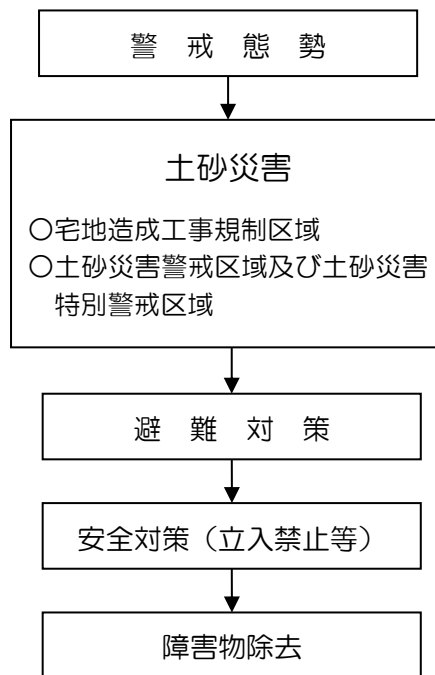 警 戒 態 勢
土砂災害
○宅地造成工事規制区域
○土砂災害警戒区域及び土砂災害
特別警戒区域
避 難 対 策
安全対策（立入禁止等）
障害物除去